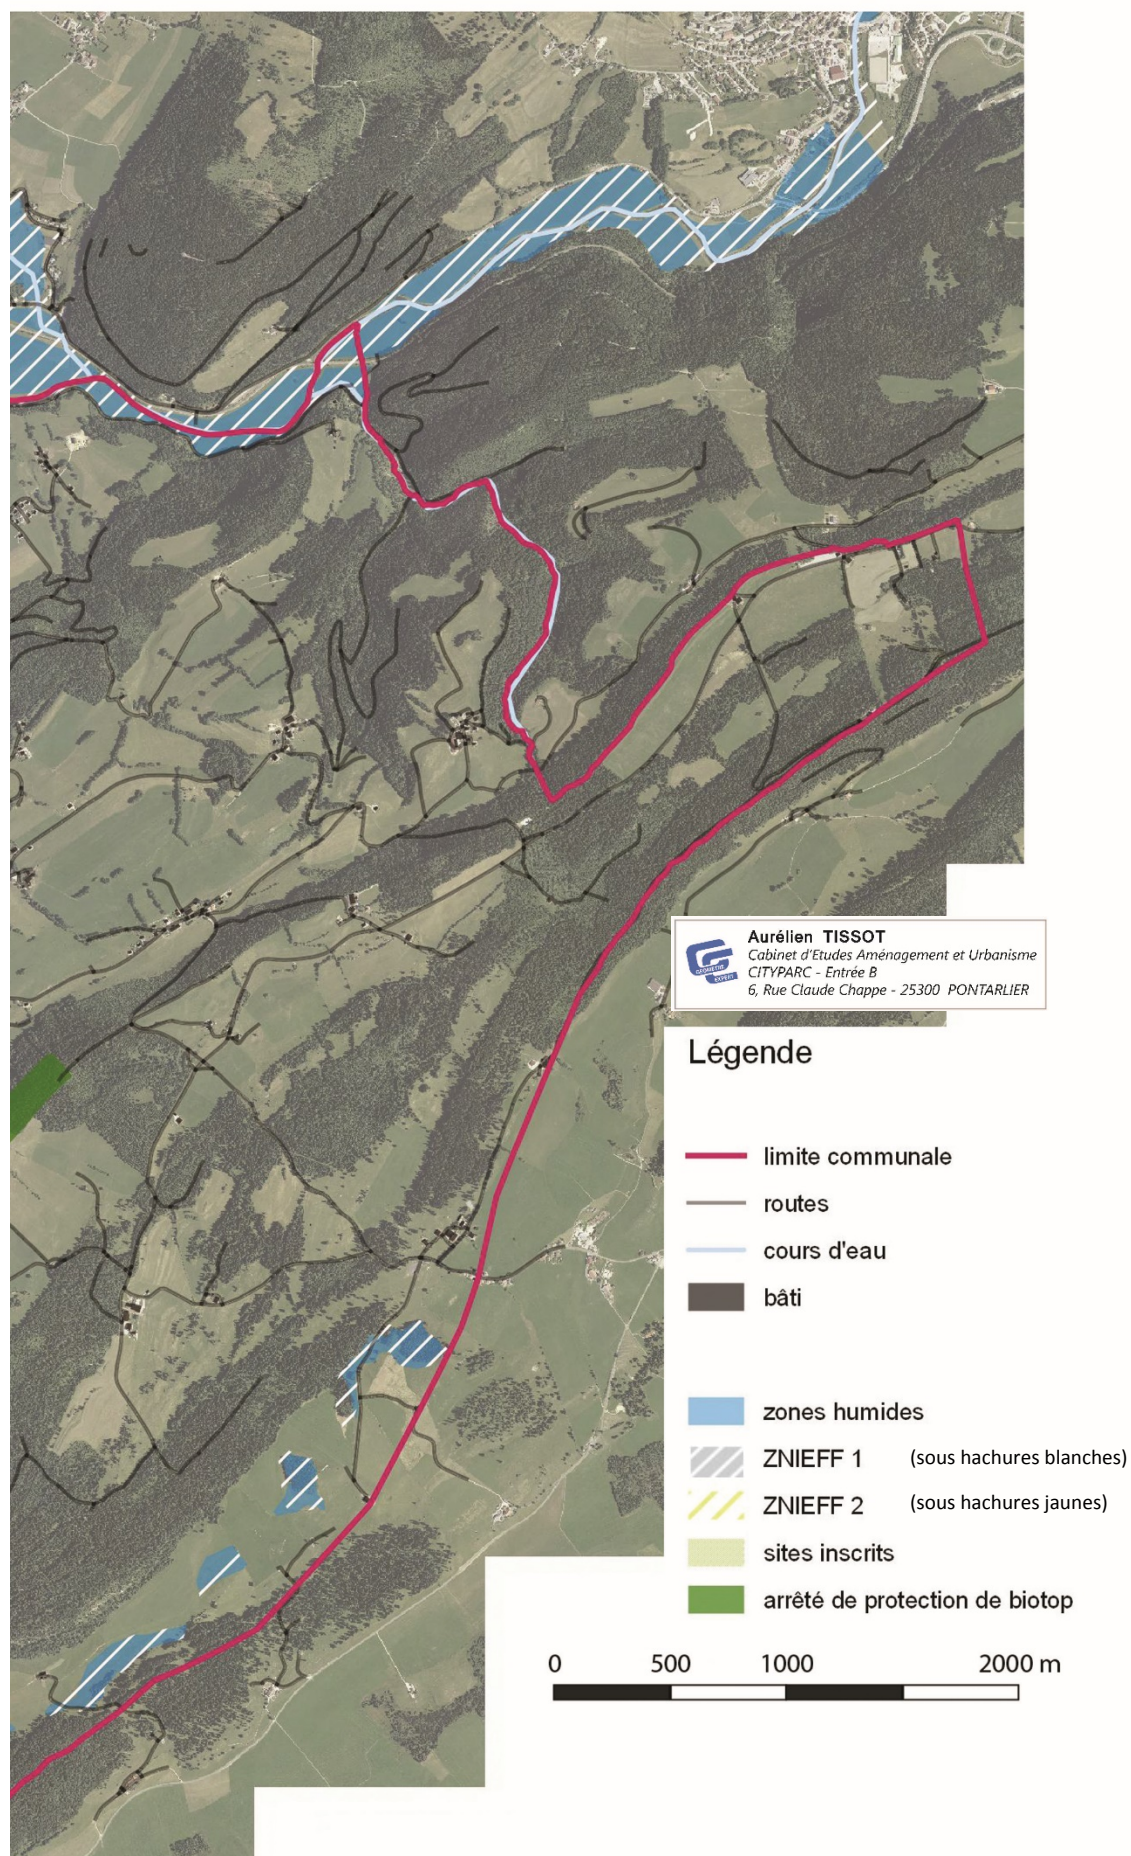 Aurélien TISSOT
Cabinet d'Etudes Aménagement et Urbanisme
CITYPARC - Entrée B
6, Rue Claude Chappe - 25300 PONTARLIER
GEOMETRE
EXPERT
Légende
limite communale
routes
cours d'eau
bâti
zones humides
ZNIEFF 1 (sous hachures blanches)
ZNIEFF 2 (sous hachures jaunes)
sites inscrits
arrêté de protection de biotop
0 500 1000 2000 m